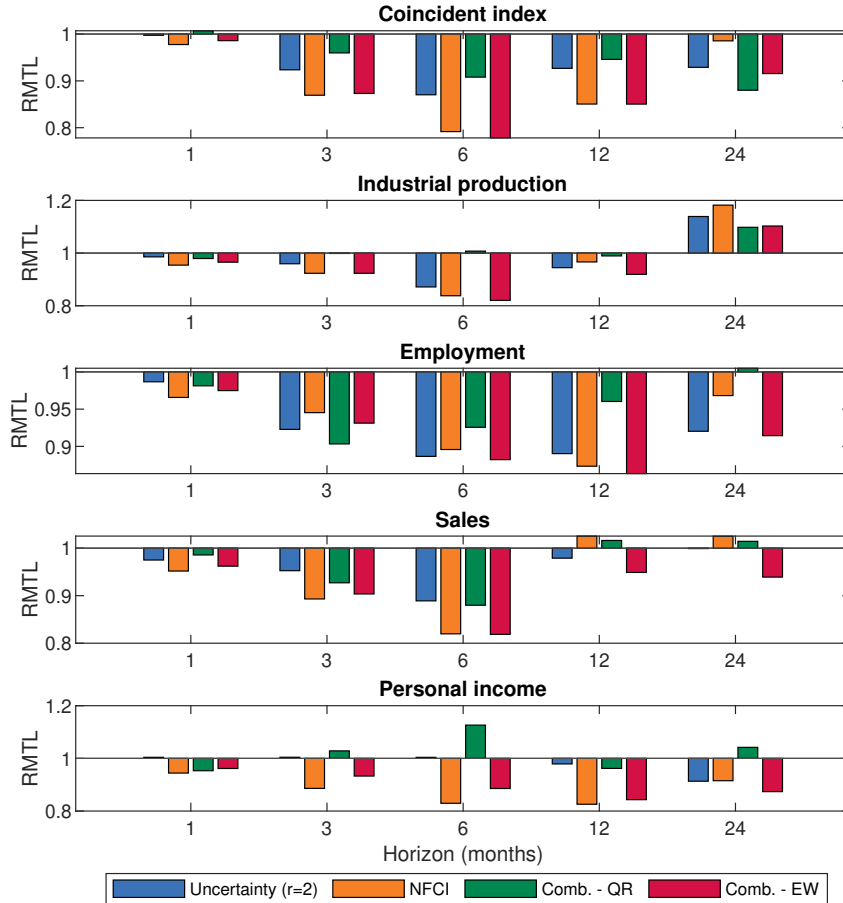 Coincident index
1
0.9
0.8
RMTL
1 3 6 12 24
Industrial production
1.2
1
0.8
RMTL
1 3 6 12 24
Employment
1
0.95
0.9
RMTL
1 3 6 12 24
Sales
1
0.9
0.8
RMTL
1 3 6 12 24
Personal income
1.2
1
0.8
RMTL
1 3 6 12 24
Horizon (months)
Uncertainty (r=2) NFCI Comb. - QR Comb. - EW